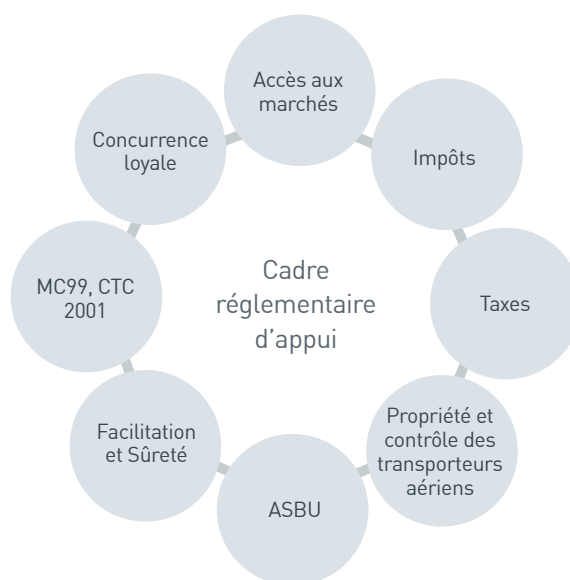 Accès aux
marchés
Impôts
Taxes
Propriété et
contrôle des
transporteurs
aériens
ASBU
Facilitation
et Sûreté
MC99, CTC
2001
Concurrence
loyale
Cadre
réglementaire
d’appui